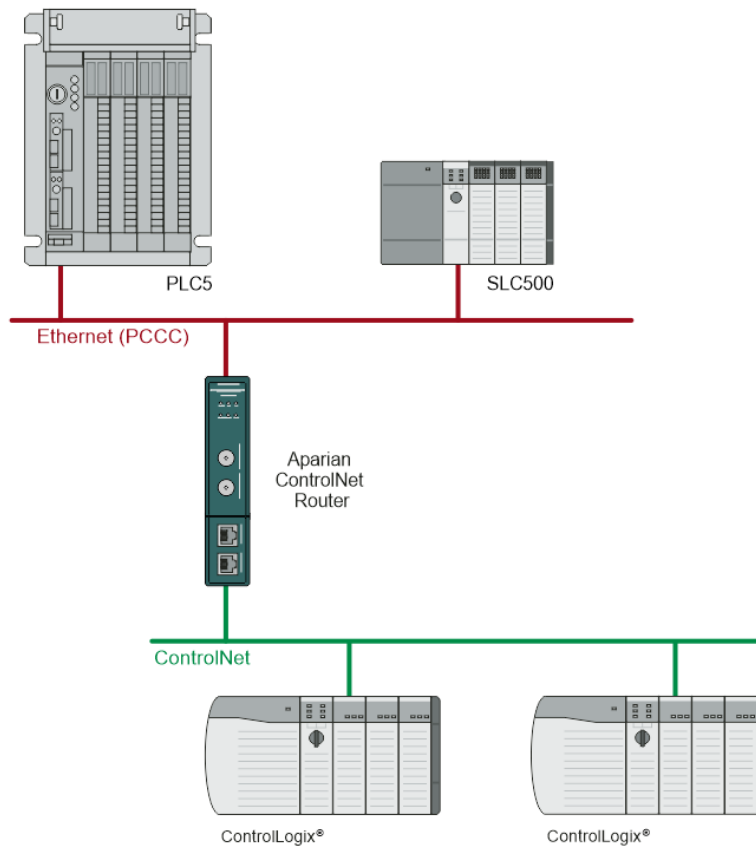 PLC5
SLC500
Ethernet (PCCC)
Aparian
ControlNet
Router
ControlNet
ControlLogix®
ControlLogix®